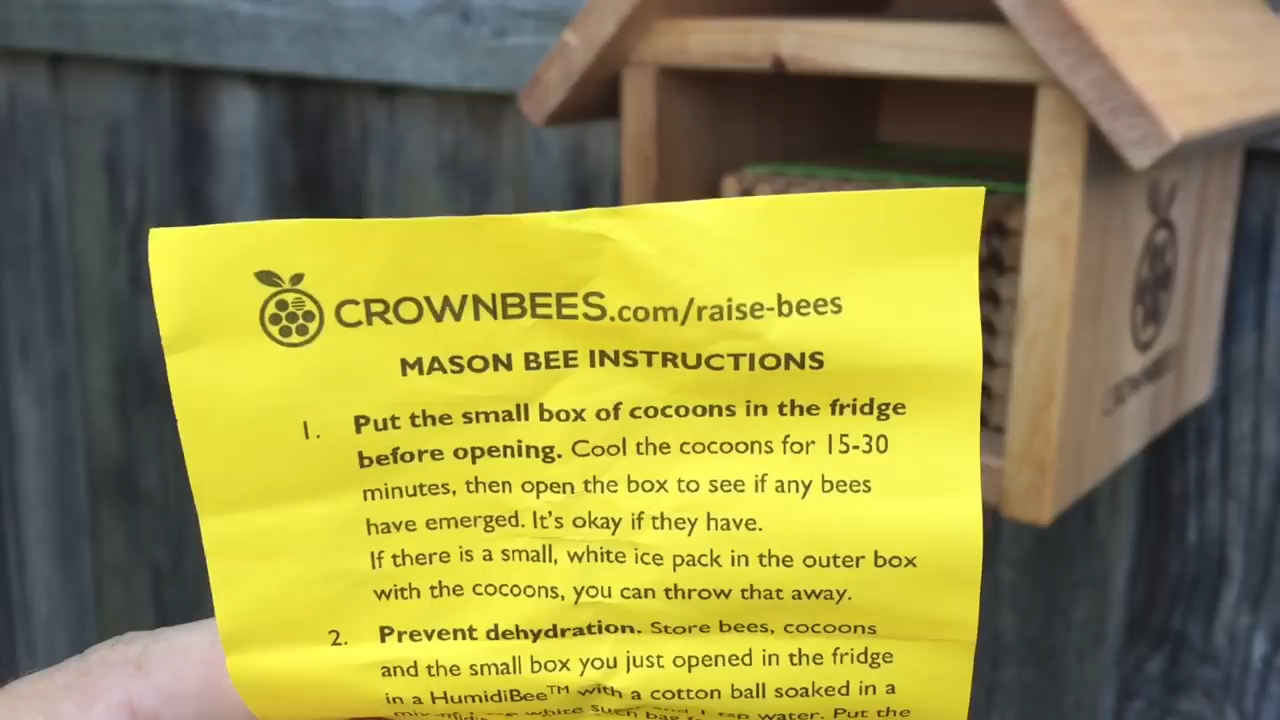 CROWNBEES.com/raise-bees
MASON BEE INSTRUCTIONS
1. Put the small box of cocoons in the fridge
before opening. Cool the cocoons for 15-30
minutes, then open the box to see if any bees
have emerged. It's okay if they have.
If there is a small, white ice pack in the outer box
with the cocoons, you can throw that away.
2. Prevent dehydration. Store bees, cocoons
and the small box you just opened in the fridge
in a HumidiBee™ with a cotton ball soaked in a
white water. Put the